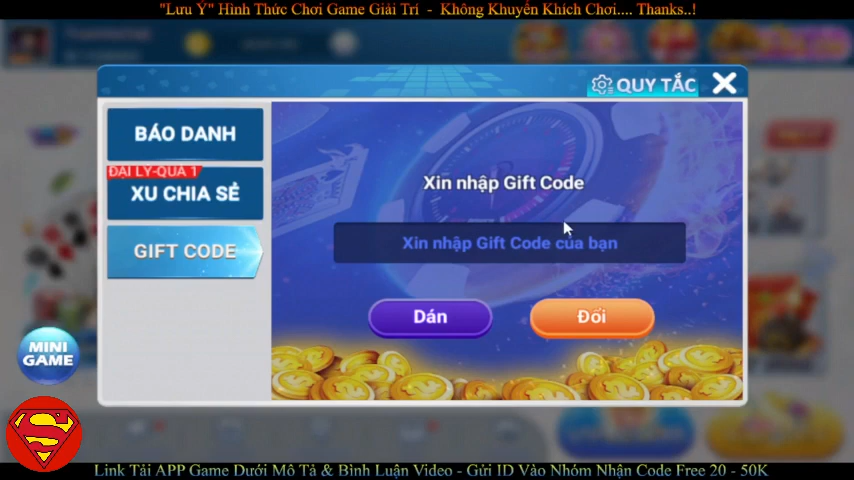 "Lưu Ý" Hình Thức Chơi Game Giải Trí - Không Khuyến Khích Chơi.... Thanks..!
QUY TẮC
BÁO DANH
ĐẠI LÝ-QUÀ 1
XU CHIA SẺ
GIFT CODE
Xin nhập Gift Code
Xin nhập Gift Code của bạn
Dán
Đổi
MINI
GAME
Link Tải APP Game Dưới Mô Tả & Bình Luận Video - Gửi ID Vào Nhóm Nhận Code Free 20 - 50K